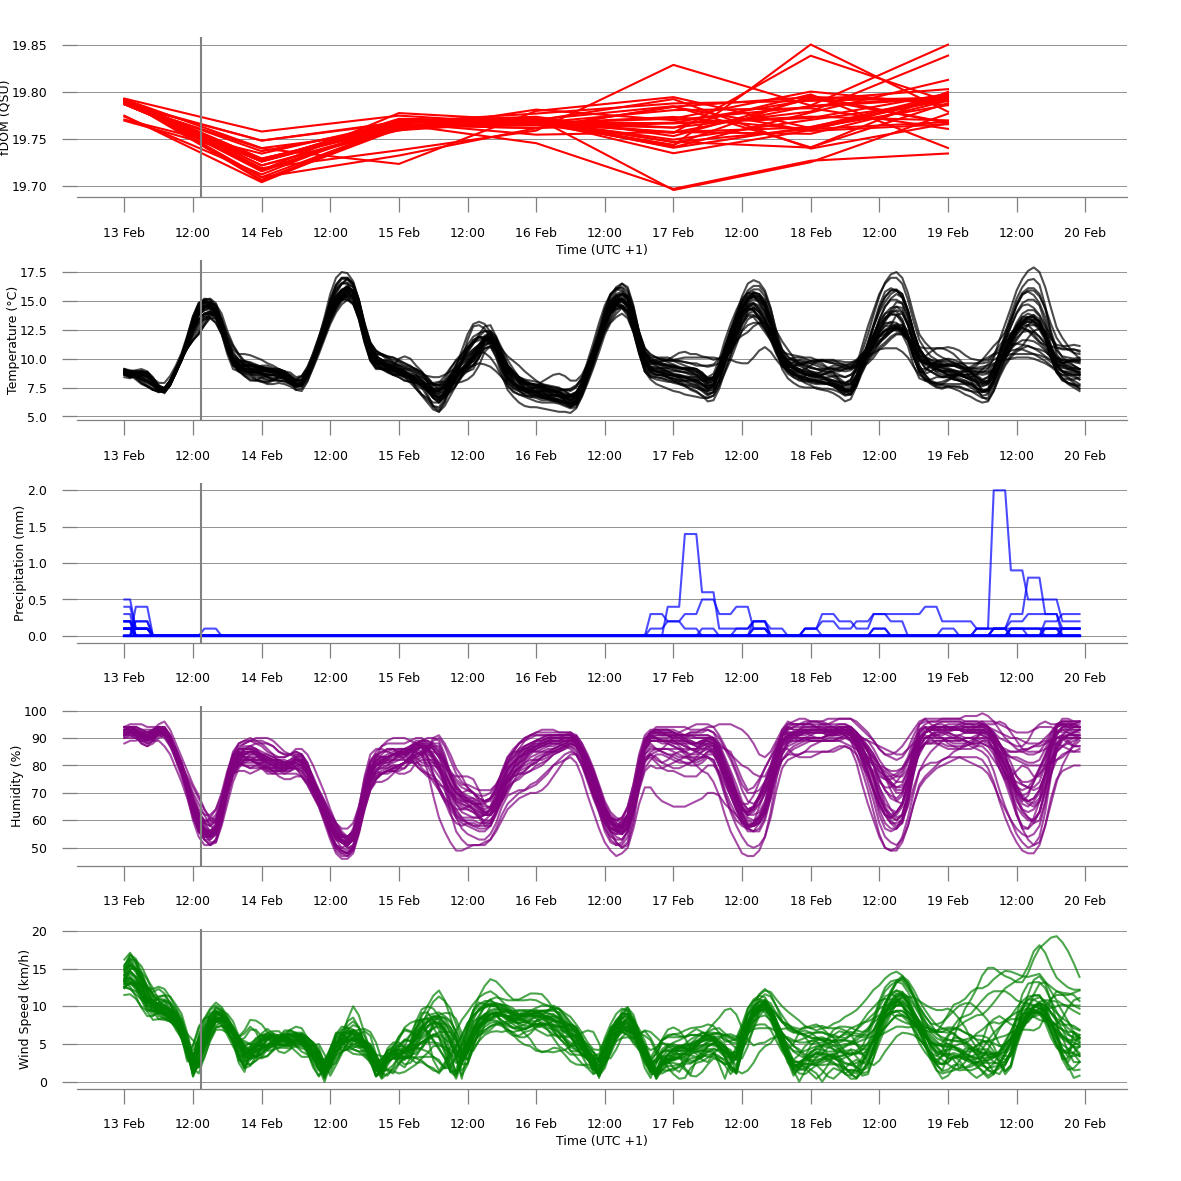 19.85
19.80
19.75
19.70
fDOM (QSU)
13 Feb 12:00 14 Feb 12:00 15 Feb 12:00 16 Feb 12:00 17 Feb 12:00 18 Feb 12:00 19 Feb 12:00 20 Feb
Time (UTC +1)
17.5
15.0
12.5
10.0
7.5
5.0
Temperature (°C)
13 Feb 12:00 14 Feb 12:00 15 Feb 12:00 16 Feb 12:00 17 Feb 12:00 18 Feb 12:00 19 Feb 12:00 20 Feb
2.0
1.5
1.0
0.5
0.0
Precipitation (mm)
13 Feb 12:00 14 Feb 12:00 15 Feb 12:00 16 Feb 12:00 17 Feb 12:00 18 Feb 12:00 19 Feb 12:00 20 Feb
100
90
80
70
60
50
Humidity (%)
13 Feb 12:00 14 Feb 12:00 15 Feb 12:00 16 Feb 12:00 17 Feb 12:00 18 Feb 12:00 19 Feb 12:00 20 Feb
20
15
10
5
0
Wind Speed (km/h)
13 Feb 12:00 14 Feb 12:00 15 Feb 12:00 16 Feb 12:00 17 Feb 12:00 18 Feb 12:00 19 Feb 12:00 20 Feb
Time (UTC +1)